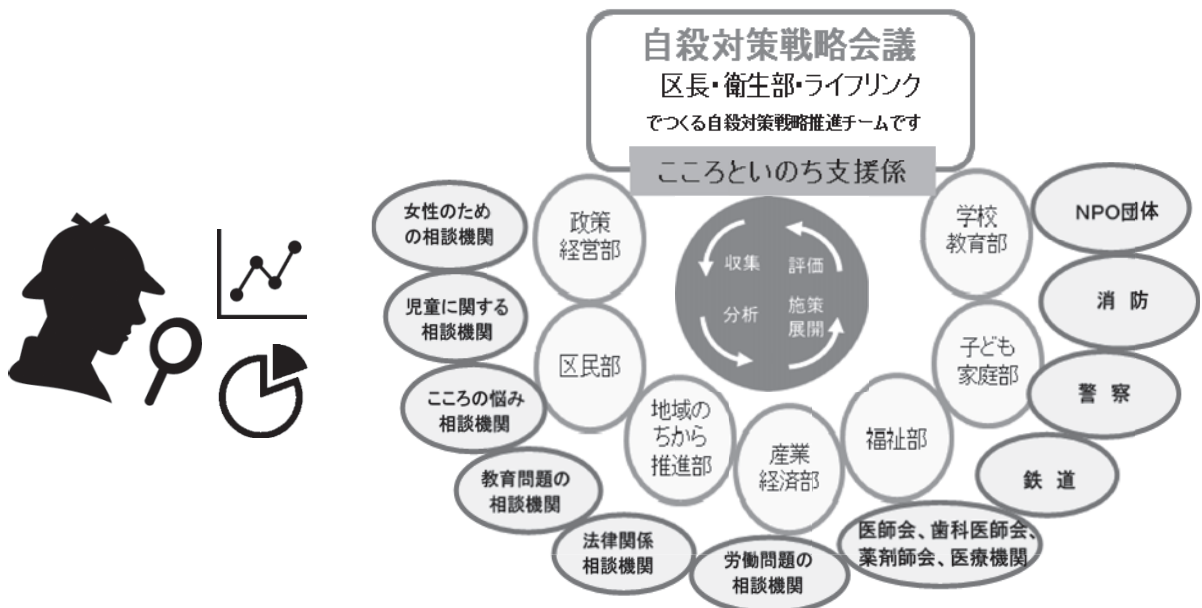 自殺対策戦略会議
区長・衛生部・ライフリンク
でつくる自殺対策戦略推進チームです
こころといのち支援係
収集
評価
分析
施策
展開
政策
経営部
区民部
地域の
ちから
推進部
産業
経済部
福祉部
子ども
家庭部
学校
教育部
女性のため
の相談機関
児童に関する
相談機関
こころの悩み
相談機関
教育問題の
相談機関
法律関係
相談機関
労働問題の
相談機関
医師会、歯科医師会、
薬剤師会、医療機関
鉄道
警察
消防
NPO団体